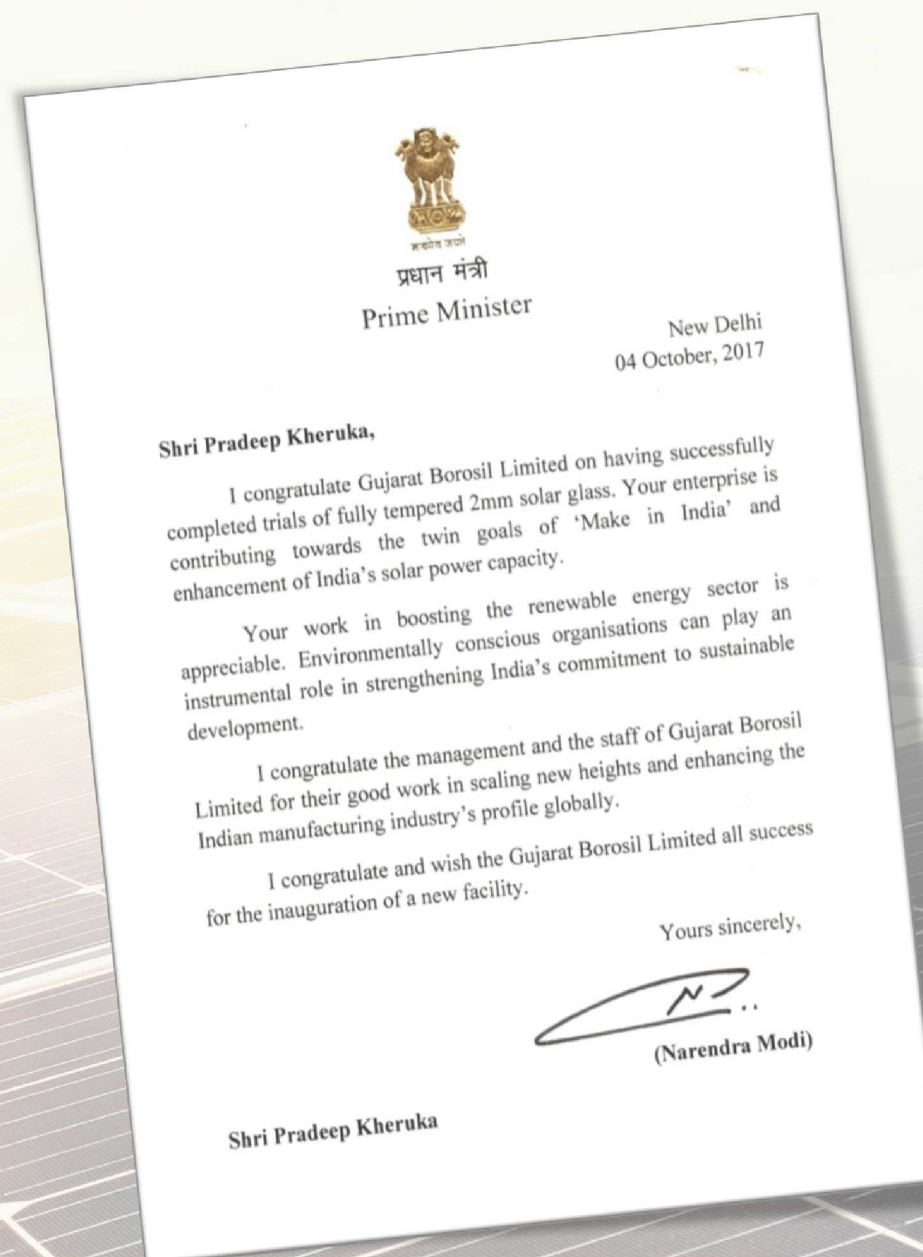 सत्यमेव जयते
प्रधान मंत्री
Prime Minister
New Delhi
04 October, 2017
Shri Pradeep Kheruka,
I congratulate Gujarat Borosil Limited on having successfully
completed trials of fully tempered 2mm solar glass. Your enterprise is
contributing towards the twin goals of ‘Make in India’ and
enhancement of India’s solar power capacity.
Your work in boosting the renewable energy sector is
appreciable. Environmentally conscious organisations can play an
instrumental role in strengthening India’s commitment to sustainable
development.
I congratulate the management and the staff of Gujarat Borosil
Limited for their good work in scaling new heights and enhancing the
Indian manufacturing industry’s profile globally.
I congratulate and wish the Gujarat Borosil Limited all success
for the inauguration of a new facility.
Yours sincerely,
(Narendra Modi)
Shri Pradeep Kheruka